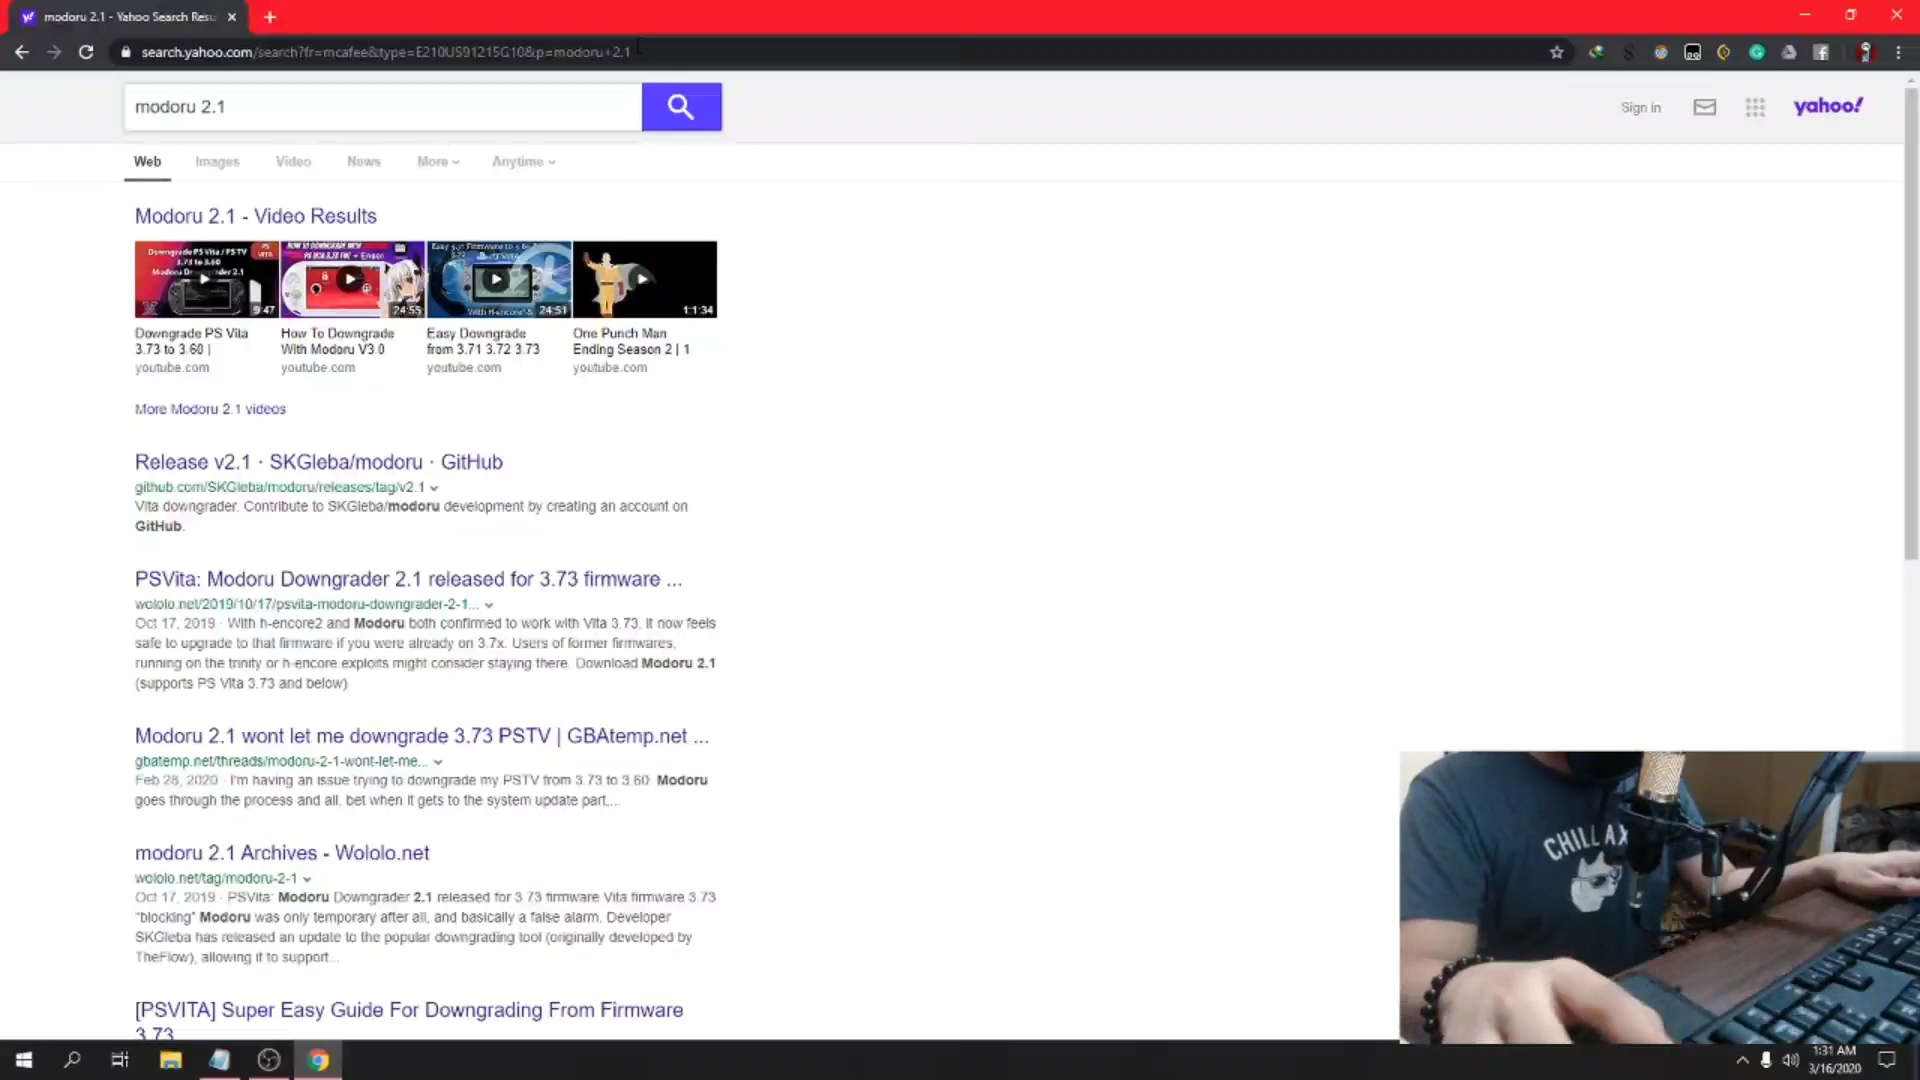 modoru 2.1 - Yahoo Search Resu
search.yahoo.com/search?fr=mcafee&type=E210US91215G10&p=modoru+2.1
modoru 2.1
Sign in
yahoo!
Web
Images
Video
News
More
Anytime
Modoru 2.1 - Video Results
Downgrade PS Vita / PSTV
3.73 to 3.60
9:47
24:55
24:51
1:1:34
Downgrade PS Vita
3.73 to 3.60 |
youtube.com
How To Downgrade
With Modoru V3.0
youtube.com
Easy Downgrade
from 3.71 3.72 3.73
youtube.com
One Punch Man
Ending Season 2 | 1
youtube.com
More Modoru 2.1 videos
Release v2.1 · SKGleba/modoru · GitHub
github.com/SKGleba/modoru/releases/tag/v2.1
Vita downgrader. Contribute to SKGleba/modoru development by creating an account on
GitHub.
PSVita: Modoru Downgrader 2.1 released for 3.73 firmware ...
wololo.net/2019/10/17/psvita-modoru-downgrader-2-1...
Oct 17, 2019 · With h-encore2 and Modoru both confirmed to work with Vita 3.73, it now feels
safe to upgrade to that firmware if you were already on 3.7x. Users of former firmwares,
running on the trinity or h-encore exploits might consider staying there. Download Modoru 2.1
(supports PS Vita 3.73 and below)
Modoru 2.1 wont let me downgrade 3.73 PSTV | GBAtemp.net ...
gbatemp.net/threads/modoru-2-1-wont-let-me...
Feb 28, 2020 · I'm having an issue trying to downgrade my PSTV from 3.73 to 3.60. Modoru
goes through the process and all, bet when it gets to the system update part,...
modoru 2.1 Archives - Wololo.net
wololo.net/tag/modoru-2-1
Oct 17, 2019 · PSVita: Modoru Downgrader 2.1 released for 3.73 firmware Vita firmware 3.73
"blocking" Modoru was only temporary after all, and basically a false alarm. Developer
SKGleba has released an update to the popular downgrading tool (originally developed by
TheFlow), allowing it to support...
[PSVITA] Super Easy Guide For Downgrading From Firmware
3.73
CHILLAX
1:31 AM
3/16/2020